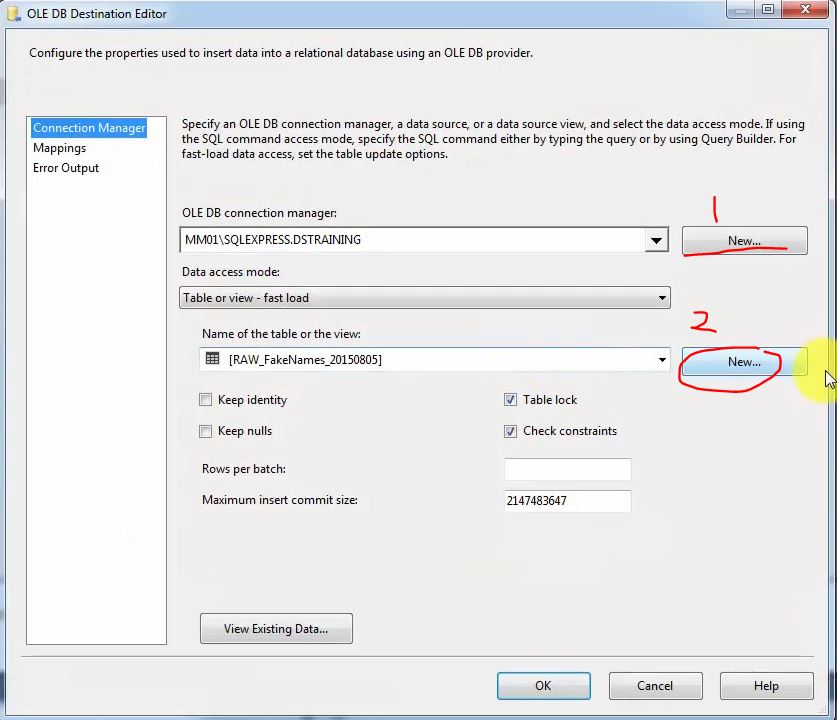 OLE DB Destination Editor
Configure the properties used to insert data into a relational database using an OLE DB provider.
Connection Manager
Mappings
Error Output
Specify an OLE DB connection manager, a data source, or a data source view, and select the data access mode. If using
the SQL command access mode, specify the SQL command either by typing the query or by using Query Builder. For
fast-load data access, set the table update options.
OLE DB connection manager:
1
MM01\SQLEXPRESS.DSTRAINING
New...
Data access mode:
Table or view - fast load
2
Name of the table or the view:
[RAW_FakeNames_20150805]
New...
Keep identity
Table lock
Keep nulls
Check constraints
Rows per batch:
Maximum insert commit size:
2147483647
View Existing Data...
OK
Cancel
Help